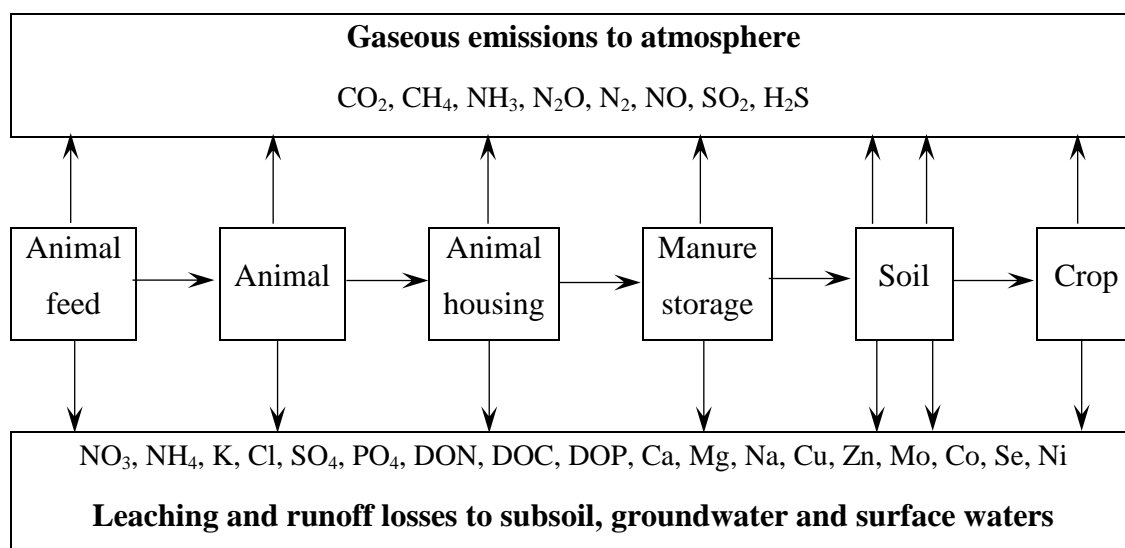 Gaseous emissions to atmosphere
CO₂, CH₄, NH₃, N₂O, N₂, NO, SO₂, H₂S
Animal
feed
Animal
Animal
housing
Manure
storage
Soil
Crop
NO₃, NH₄, K, Cl, SO₄, PO₄, DON, DOC, DOP, Ca, Mg, Na, Cu, Zn, Mo, Co, Se, Ni
Leaching and runoff losses to subsoil, groundwater and surface waters